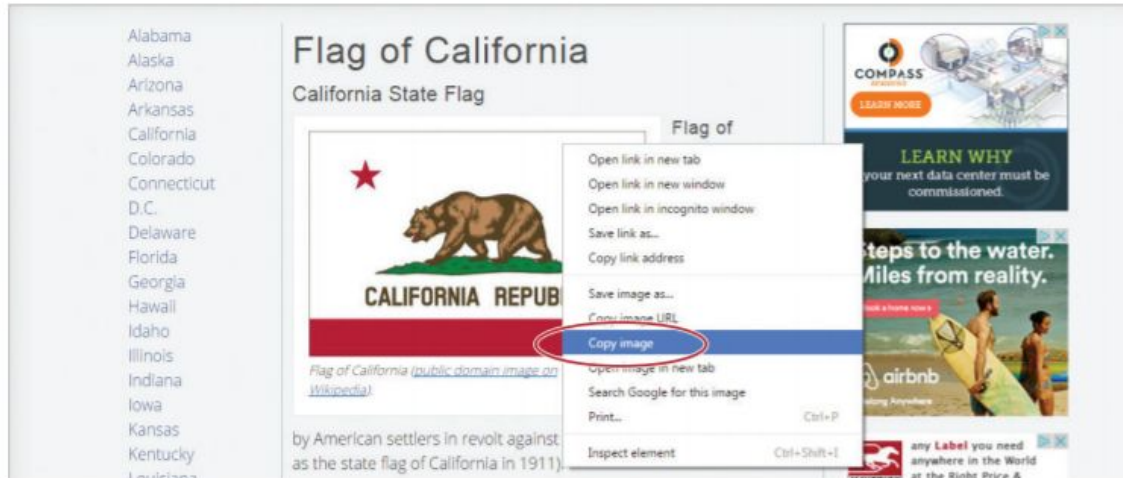 Alabama
Alaska
Arizona
Arkansas
California
Colorado
Connecticut
D.C.
Delaware
Florida
Georgia
Hawaii
Idaho
Illinois
Indiana
Iowa
Kansas
Kentucky
Louisiana
Flag of California
California State Flag
Flag of
CALIFORNIA REPUB
Flag of California (public domain image on
Wikipedia).
by American settlers in revolt against
as the state flag of California in 1911).
Open link in new tab
Open link in new window
Open link in incognito window
Save link as...
Copy link address
Save image as...
Copy image URL
Copy image
Open image in new tab
Search Google for this image
Print... Ctrl+P
Inspect element Ctrl+Shift+I
COMPASS
LEARN MORE
LEARN WHY
your next data center must be
commissioned.
Steps to the water.
Miles from reality.
Book a home now >
airbnb
Belong Anywhere
any Label you need
anywhere in the World
at the Right Price &